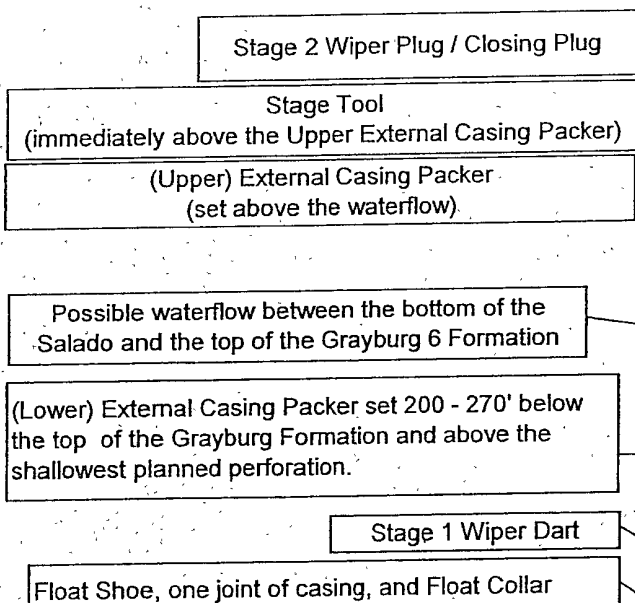 Stage 2 Wiper Plug / Closing Plug
Stage Tool
(immediately above the Upper External Casing Packer)
(Upper) External Casing Packer
(set above the waterflow)
Possible waterflow between the bottom of the
Salado and the top of the Grayburg 6 Formation
(Lower) External Casing Packer set 200 - 270' below
the top of the Grayburg Formation and above the
shallowest planned perforation.
Stage 1 Wiper Dart
Float Shoe, one joint of casing, and Float Collar